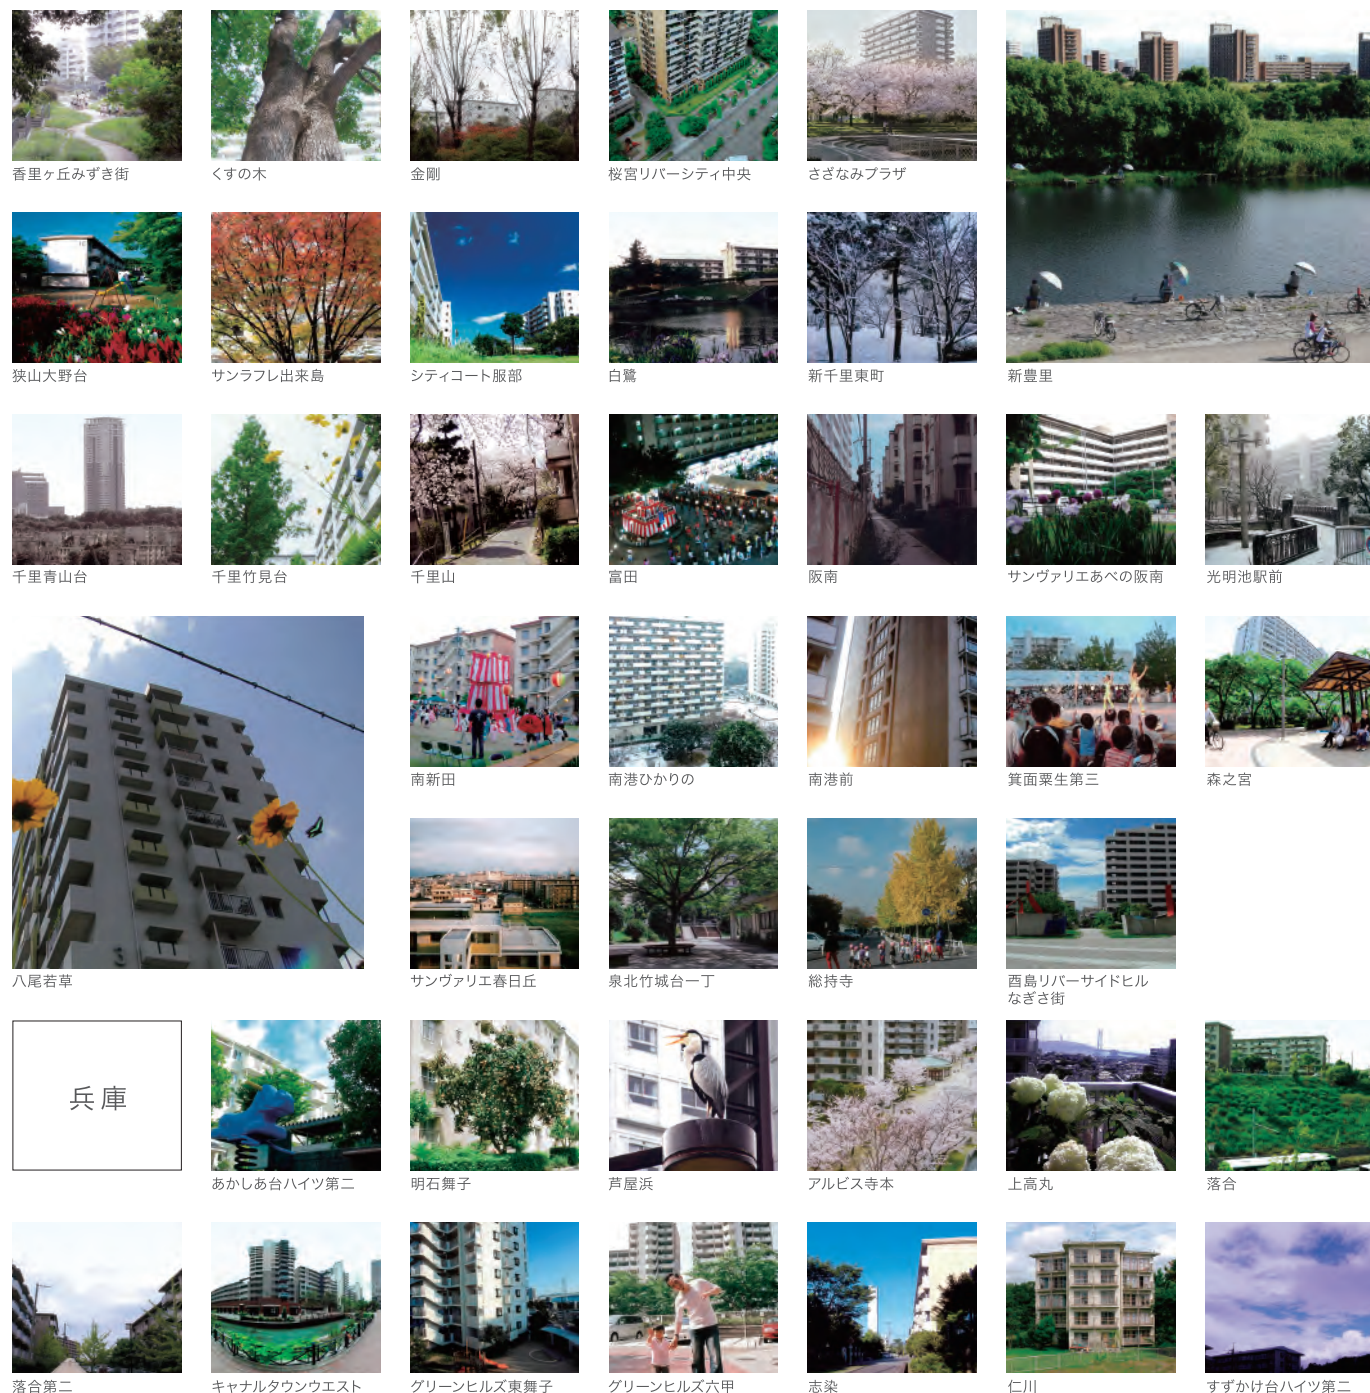 香里ヶ丘みずき街
くすの木
金剛
桜宮リバーシティ中央
さざなみプラザ
狭山大野台
サンラフレ出来島
シティコート服部
白鷺
新千里東町
新豊里
千里青山台
千里竹見台
千里山
富田
阪南
サンヴァリエあべの阪南
光明池駅前
八尾若草
南新田
南港ひかりの
南港前
箕面粟生第三
森之宮
サンヴァリエ春日丘
泉北竹城台一丁
総持寺
酉島リバーサイドヒル
なぎさ街
兵庫
あかしあ台ハイツ第二
明石舞子
芦屋浜
アルビス寺本
上高丸
落合
落合第二
キャナルタウンウエスト
グリーンヒルズ東舞子
グリーンヒルズ六甲
志染
仁川
すずかけ台ハイツ第二